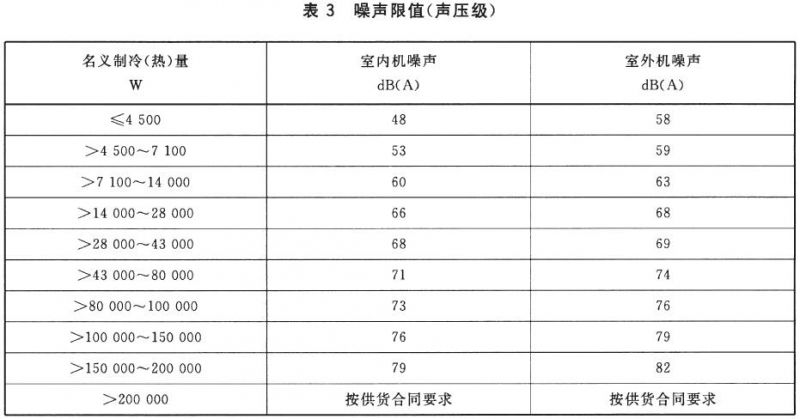 表 3 噪声限值(声压级)
名义制冷(热)量 室内机噪声 室外机噪声
W dB(A) dB(A)
≤4 500 48 58
>4 500～7 100 53 59
>7 100～14 000 60 63
>14 000～28 000 66 68
>28 000～43 000 68 69
>43 000～80 000 71 74
>80 000～100 000 73 76
>100 000～150 000 76 79
>150 000～200 000 79 82
>200 000 按供货合同要求 按供货合同要求